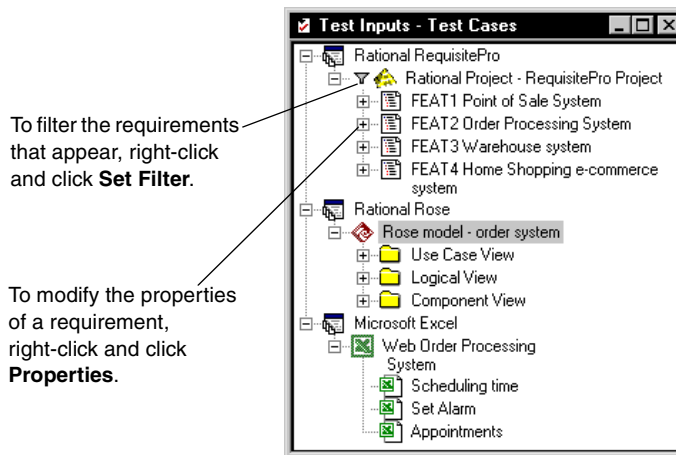 Test Inputs - Test Cases
Rational RequisitePro
Rational Project - RequisitePro Project
FEAT1 Point of Sale System
FEAT2 Order Processing System
FEAT3 Warehouse system
FEAT4 Home Shopping e-commerce
system
Rational Rose
Rose model - order system
Use Case View
Logical View
Component View
Microsoft Excel
Web Order Processing
System
Scheduling time
Set Alarm
Appointments
To filter the requirements
that appear, right-click
and click Set Filter.
To modify the properties
of a requirement,
right-click and click
Properties.